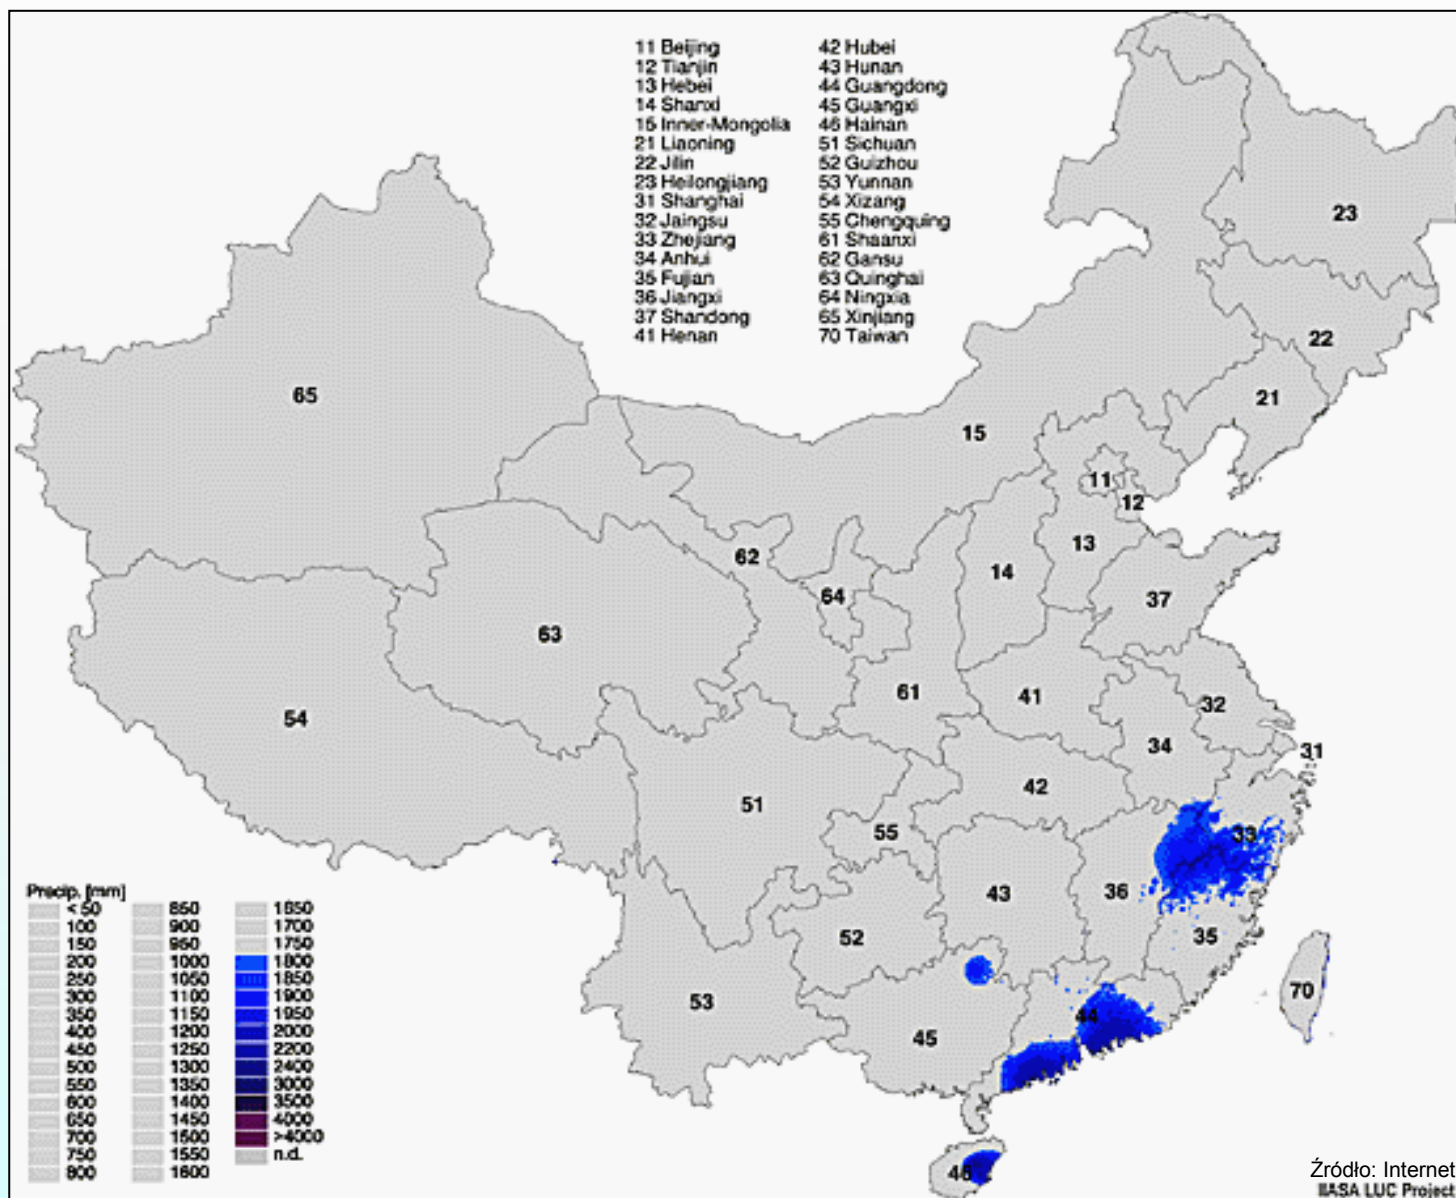 11 Beijing
12 Tianjin
13 Hebei
14 Shanxi
15 Inner-Mongolia
21 Liaoning
22 Jilin
23 Heilongjiang
31 Shanghai
32 Jaingsu
33 Zhejiang
34 Anhui
35 Fujian
36 Jiangxi
37 Shandong
41 Henan
42 Hubei
43 Hunan
44 Guangdong
45 Guangxi
46 Hainan
51 Sichuan
52 Guizhou
53 Yunnan
54 Xizang
55 Chengquing
61 Shaanxi
62 Gansu
63 Quinghai
64 Ningxia
65 Xinjiang
70 Taiwan
23
22
65
21
15
11
12
13
62
14
64
37
63
61
41
32
54
34
31
42
51
55
33
43
36
52
35
53
70
44
45
46
Precip. [mm]
< 50
100
150
200
250
300
350
400
450
500
550
600
650
700
750
800
850
900
950
1000
1050
1100
1150
1200
1250
1300
1350
1400
1450
1500
1550
1600
1650
1700
1750
1800
1850
1900
1950
2000
2200
2400
3000
3500
4000
>4000
n.d.
Źródło: Internet
IIASA LUC Project